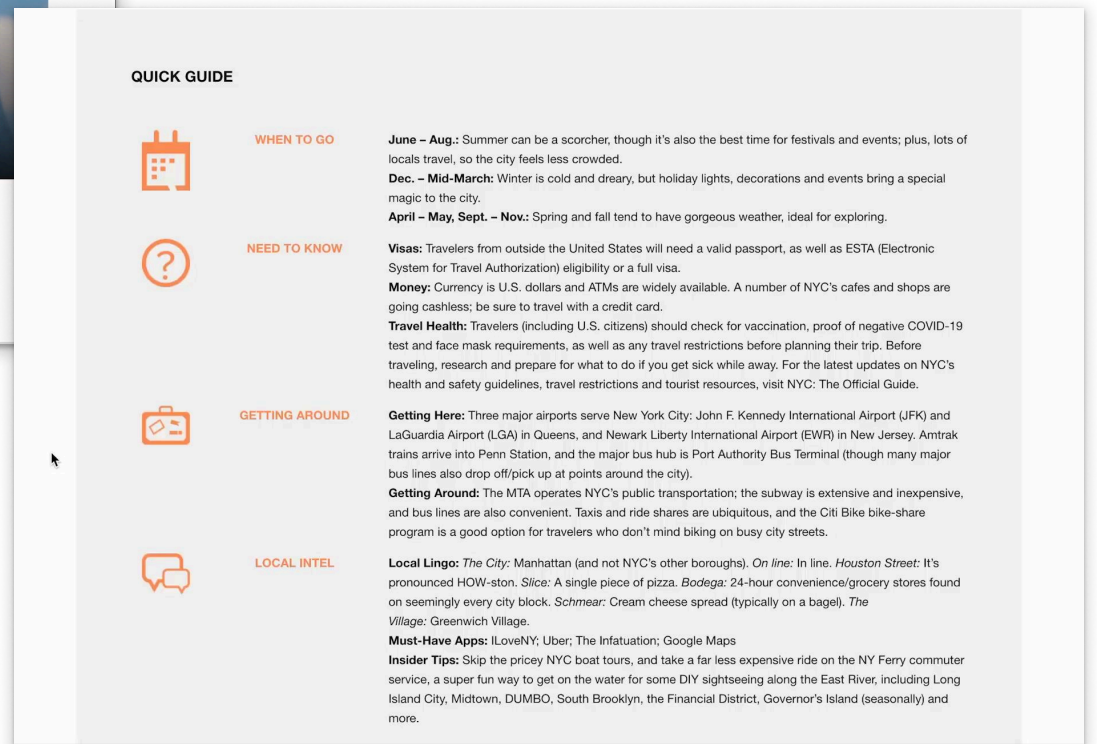 QUICK GUIDE
WHEN TO GO
June – Aug.: Summer can be a scorcher, though it's also the best time for festivals and events; plus, lots of
locals travel, so the city feels less crowded.
Dec. – Mid-March: Winter is cold and dreary, but holiday lights, decorations and events bring a special
magic to the city.
April – May, Sept. – Nov.: Spring and fall tend to have gorgeous weather, ideal for exploring.
NEED TO KNOW
Visas: Travelers from outside the United States will need a valid passport, as well as ESTA (Electronic
System for Travel Authorization) eligibility or a full visa.
Money: Currency is U.S. dollars and ATMs are widely available. A number of NYC's cafes and shops are
going cashless; be sure to travel with a credit card.
Travel Health: Travelers (including U.S. citizens) should check for vaccination, proof of negative COVID-19
test and face mask requirements, as well as any travel restrictions before planning their trip. Before
traveling, research and prepare for what to do if you get sick while away. For the latest updates on NYC's
health and safety guidelines, travel restrictions and tourist resources, visit NYC: The Official Guide.
GETTING AROUND
Getting Here: Three major airports serve New York City: John F. Kennedy International Airport (JFK) and
LaGuardia Airport (LGA) in Queens, and Newark Liberty International Airport (EWR) in New Jersey. Amtrak
trains arrive into Penn Station, and the major bus hub is Port Authority Bus Terminal (though many major
bus lines also drop off/pick up at points around the city).
Getting Around: The MTA operates NYC's public transportation; the subway is extensive and inexpensive,
and bus lines are also convenient. Taxis and ride shares are ubiquitous, and the Citi Bike bike-share
program is a good option for travelers who don't mind biking on busy city streets.
LOCAL INTEL
Local Lingo: The City: Manhattan (and not NYC's other boroughs). On line: In line. Houston Street: It's
pronounced HOW-ston. Slice: A single piece of pizza. Bodega: 24-hour convenience/grocery stores found
on seemingly every city block. Schmear: Cream cheese spread (typically on a bagel). The
Village: Greenwich Village.
Must-Have Apps: ILoveNY; Uber; The Infatuation; Google Maps
Insider Tips: Skip the pricey NYC boat tours, and take a far less expensive ride on the NY Ferry commuter
service, a super fun way to get on the water for some DIY sightseeing along the East River, including Long
Island City, Midtown, DUMBO, South Brooklyn, the Financial District, Governor's Island (seasonally) and
more.